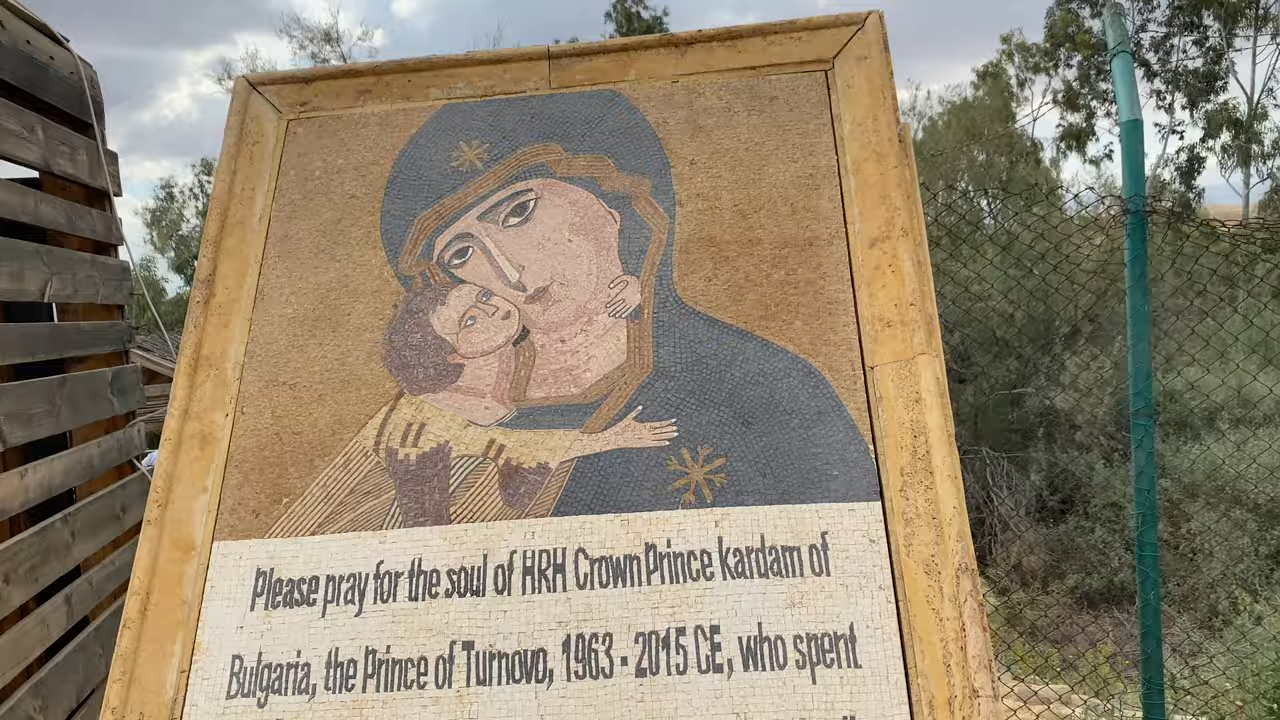 Please pray for the soul of HRH Crown Prince kardam of
Bulgaria, the Prince of Turnovo, 1963 - 2015 CE, who spent